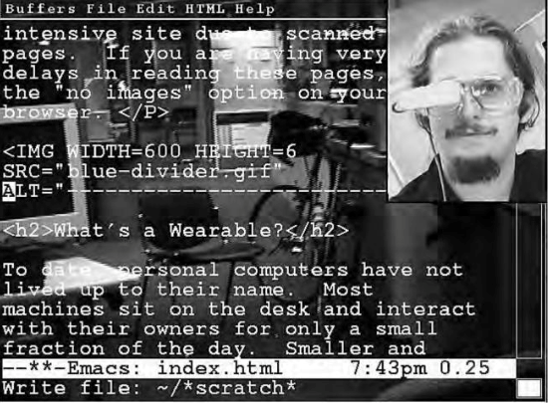 Buffers File Edit HTML Help
intensive site due to scanned
pages.  If you are having very
delays in reading these pages,
the "no images" option on your
browser. </P>
<IMG WIDTH=600 HEIGHT=6
SRC="blue-divider.gif"
ALT="------------------------------
<h2>What's a Wearable?</h2>
To date, personal computers have not
lived up to their name.  Most
machines sit on the desk and interact
with their owners for only a small
fraction of the day.  Smaller and
--**-Emacs: index.html      7:43pm 0.25
Write file: ~/*scratch*